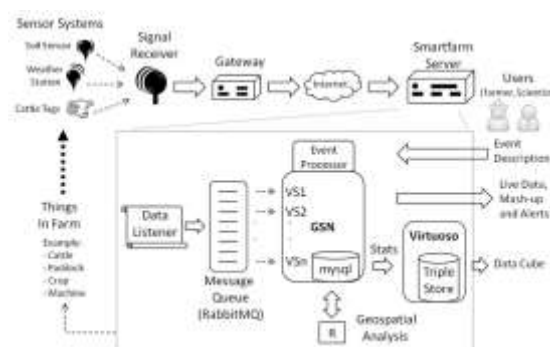 Sensor Systems
Soil Sensor
Weather
Station
Cattle Tags
Signal
Receiver
Gateway
Internet
Smartfarm
Server
Users
(Farmer, Scientist
Things
In Farm
Example:
- Cattle
- Paddock
- Crop
- Machine
Data
Listener
Message
Queue
(RabbitMQ)
VS1
VS2
VSn
Event
Processor
GSN
mysql
R
Geospatial
Analysis
Stats
Virtuoso
Triple
Store
Event
Description
Live Data,
Mash-up
and Alerts
Data Cube